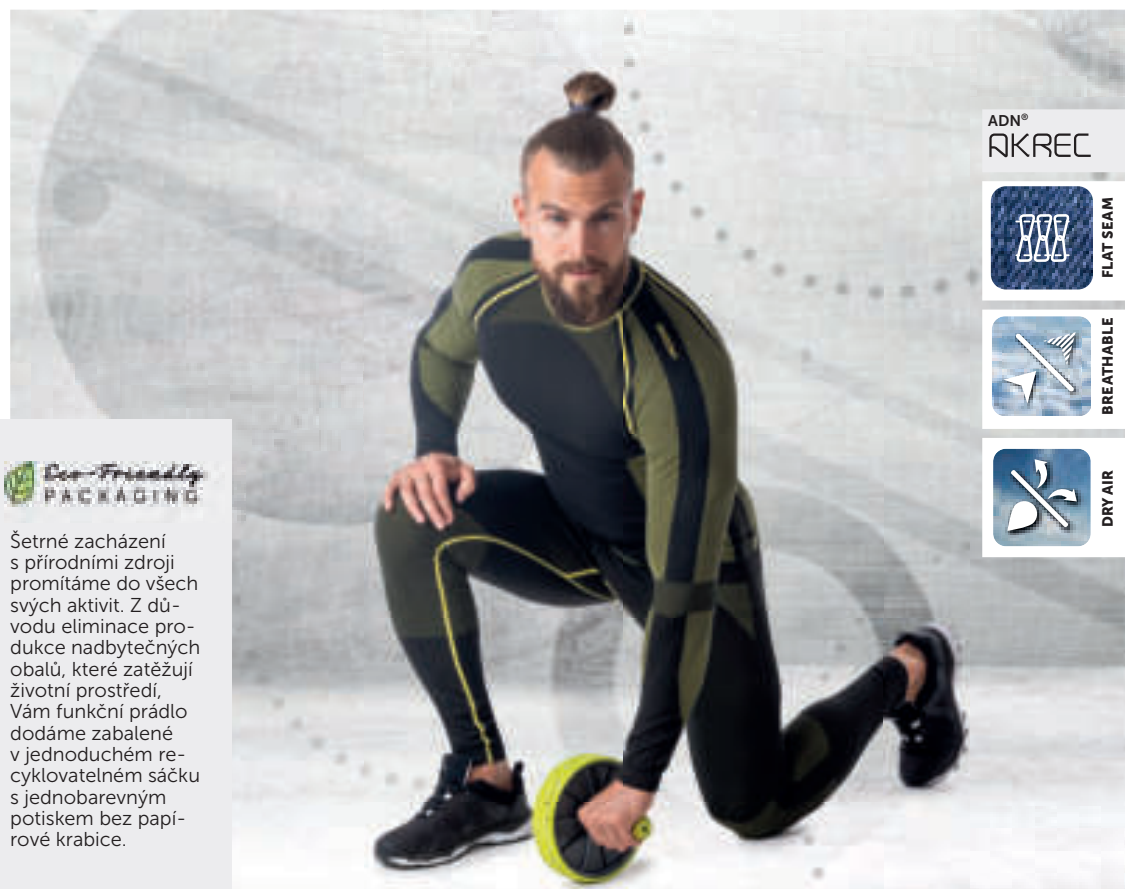 ADN®
AKREC
FLAT SEAM
BREATHABLE
DRY AIR
Eco-Friendly
PACKAGING
Šetrné zacházení
s přírodními zdroji
promítáme do všech
svých aktivit. Z dů-
vodu eliminace pro-
dukce nadbytečných
obalů, které zatěžují
životní prostředí,
Vám funkční prádlo
dodáme zabalené
v jednoduchém re-
cyklovatelném sáčku
s jednobarevným
potiskem bez papí-
rové krabice.